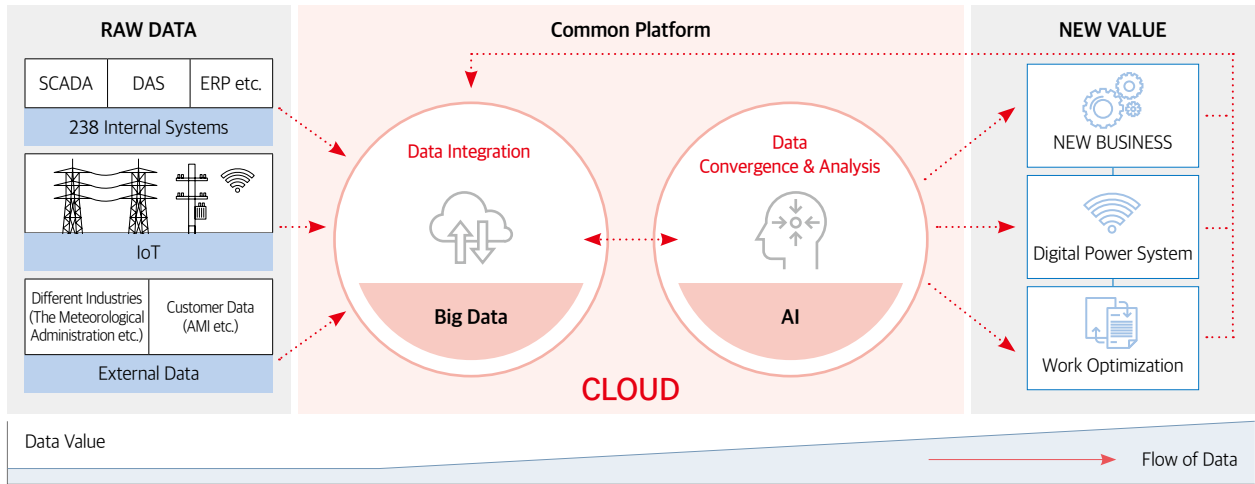 RAW DATA
SCADA
DAS
ERP etc.
238 Internal Systems
IoT
Different Industries
(The Meteorological
Administration etc.)
Customer Data
(AMI etc.)
External Data
Common Platform
Data Integration
Big Data
Data
Convergence & Analysis
AI
CLOUD
NEW VALUE
NEW BUSINESS
Digital Power System
Work Optimization
Data Value
Flow of Data